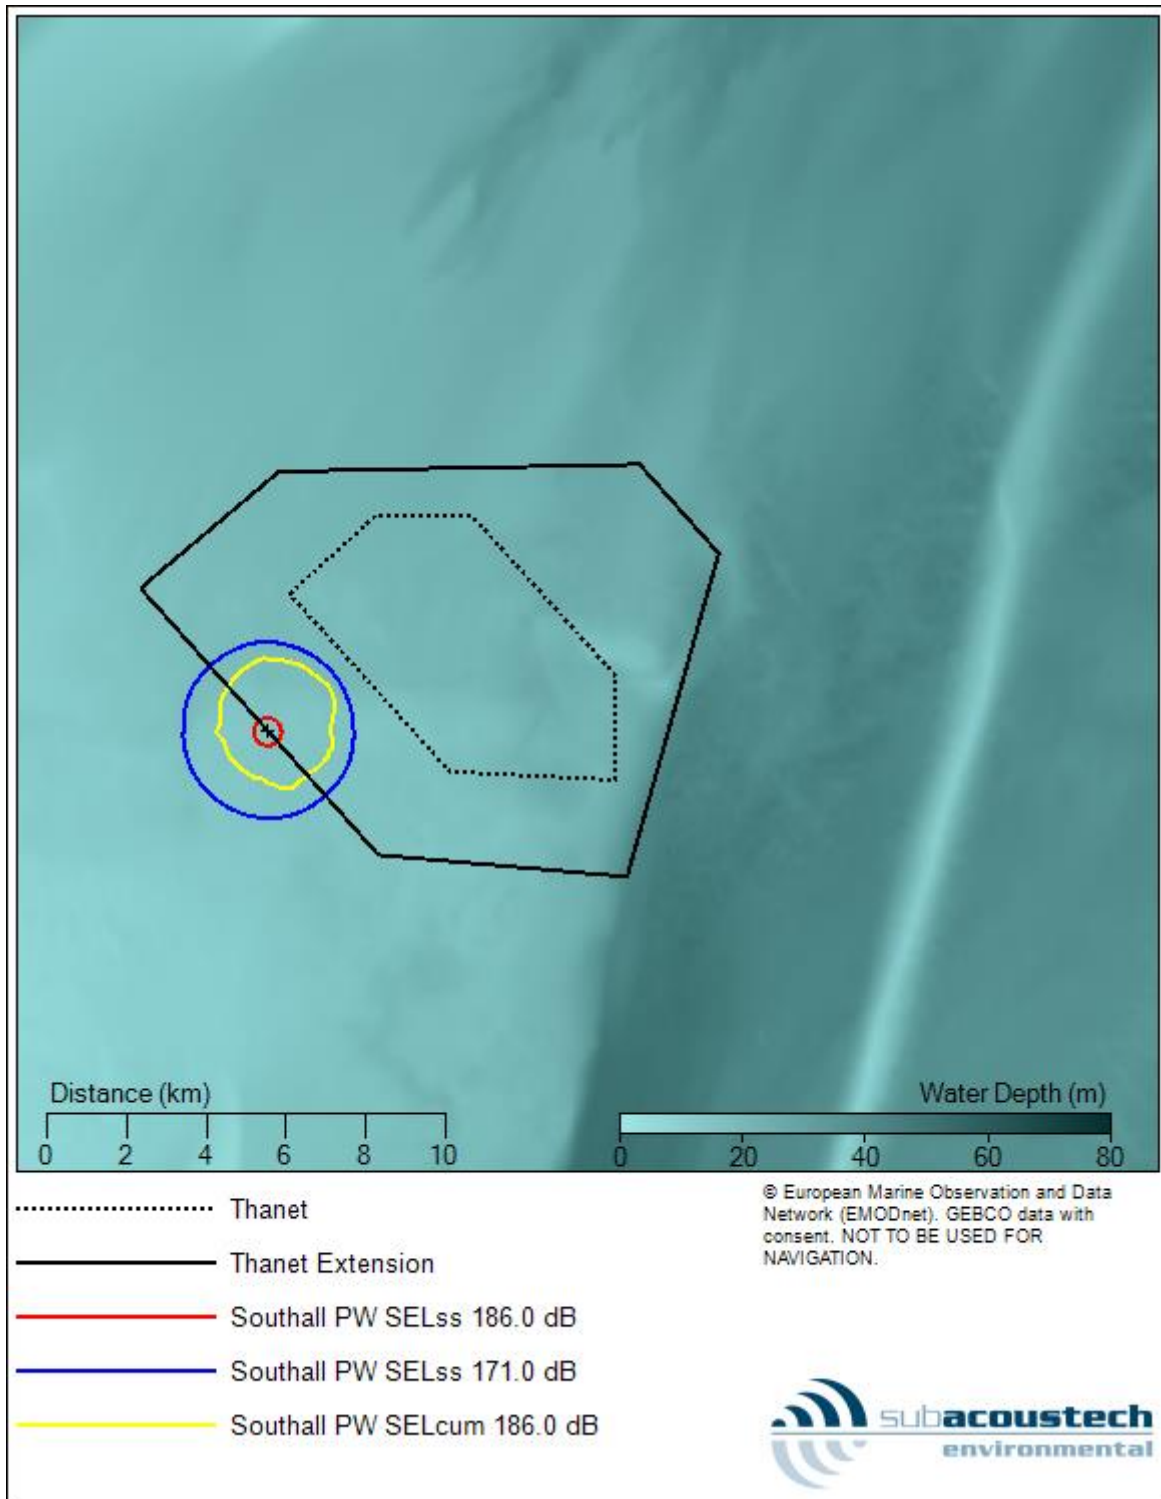 Distance (km)
0 2 4 6 8 10
Water Depth (m)
0 20 40 60 80
Thanet
Thanet Extension
Southall PW SELss 186.0 dB
Southall PW SELss 171.0 dB
Southall PW SELcum 186.0 dB
© European Marine Observation and Data
Network (EMODnet). GEBCO data with
consent. NOT TO BE USED FOR
NAVIGATION.
subacoustech
environmental